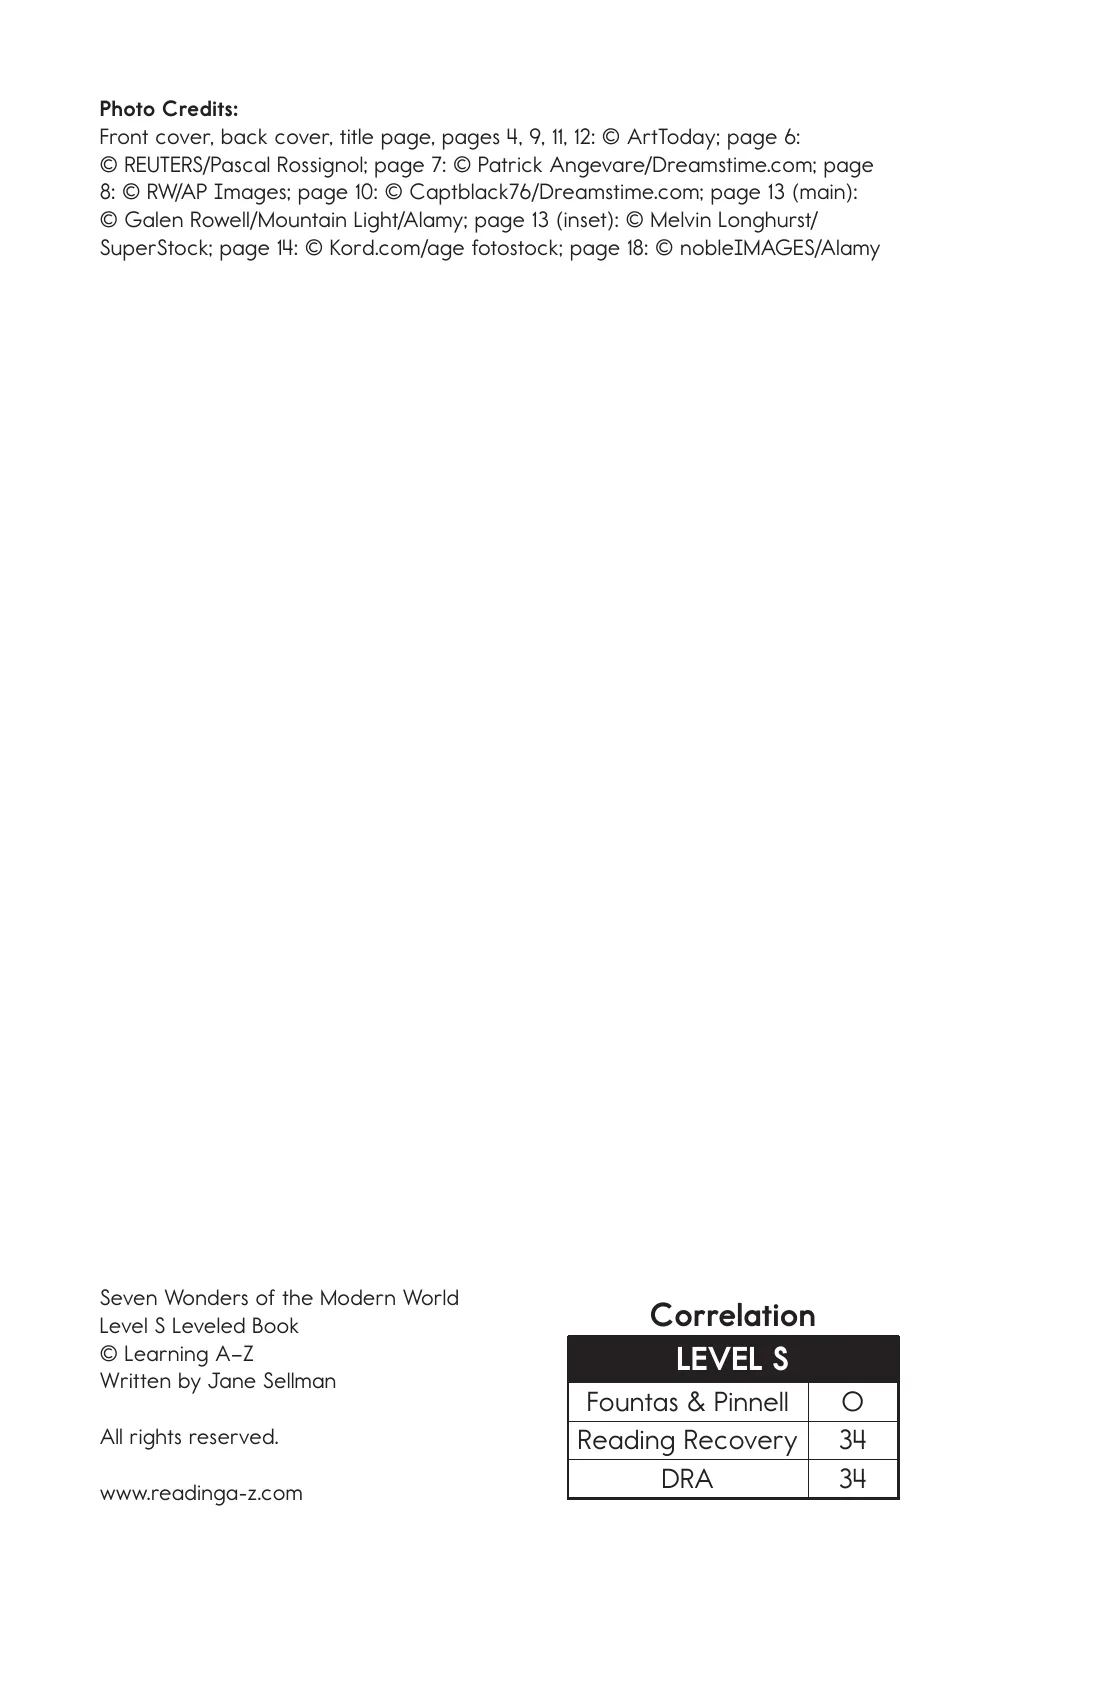 Photo Credits:
Front cover, back cover, title page, pages 4, 9, 11, 12: © ArtToday; page 6:
© REUTERS/Pascal Rossignol; page 7: © Patrick Angevare/Dreamstime.com; page
8: © RW/AP Images; page 10: © Captblack76/Dreamstime.com; page 13 (main):
© Galen Rowell/Mountain Light/Alamy; page 13 (inset): © Melvin Longhurst/
SuperStock; page 14: © Kord.com/age fotostock; page 18: © nobleIMAGES/Alamy
Seven Wonders of the Modern World
Level S Leveled Book
© Learning A–Z
Written by Jane Sellman
All rights reserved.
www.readinga-z.com
Correlation
LEVEL S
Fountas & Pinnell O
Reading Recovery 34
DRA 34